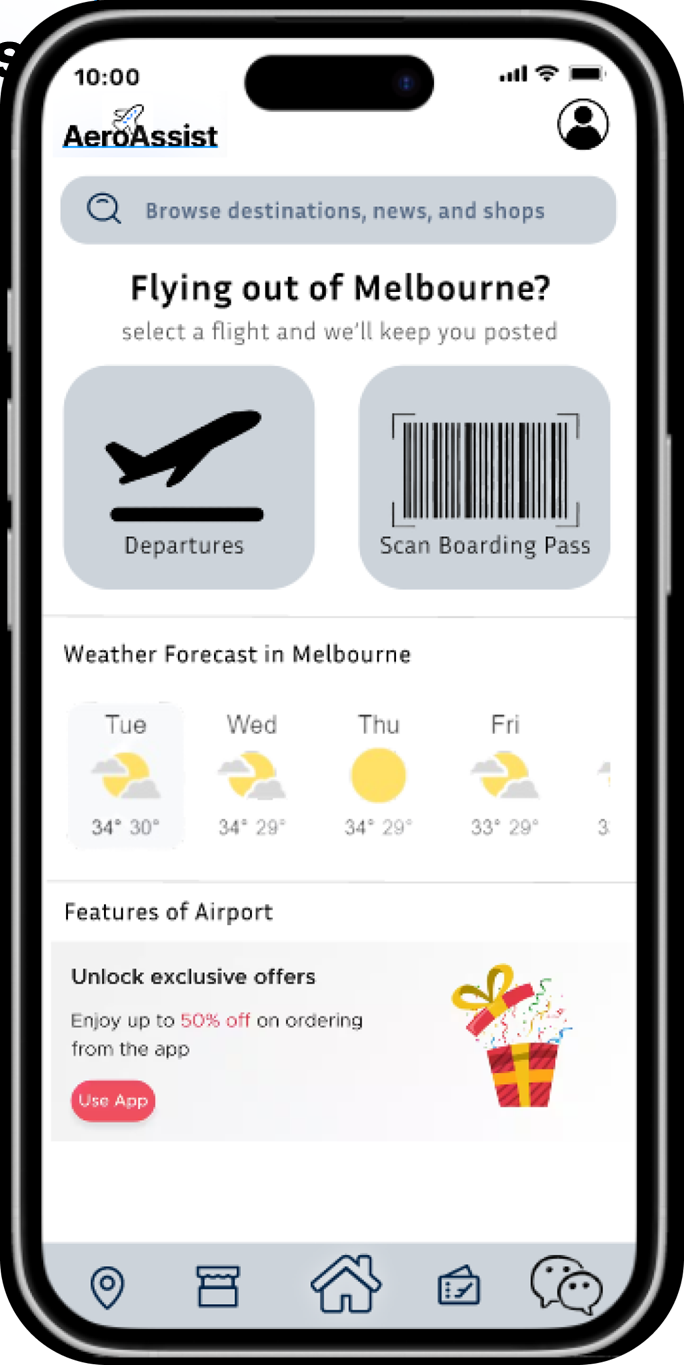 10:00
AeroAssist
Browse destinations, news, and shops
Flying out of Melbourne?
select a flight and we'll keep you posted
Departures
Scan Boarding Pass
Weather Forecast in Melbourne
Tue Wed Thu Fri
34° 30° 34° 29° 34° 29° 33° 29° 3
Features of Airport
Unlock exclusive offers
Enjoy up to 50% off on ordering
from the app
Use App